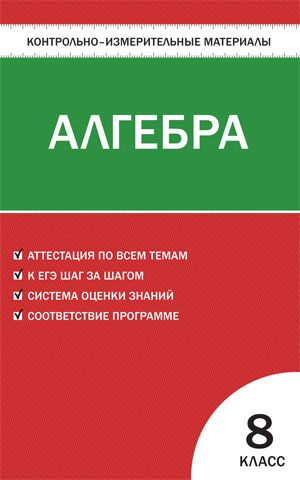 КОНТРОЛЬНО–ИЗМЕРИТЕЛЬНЫЕ МАТЕРИАЛЫ
АЛГЕБРА
АТТЕСТАЦИЯ ПО ВСЕМ ТЕМАМ
К ЕГЭ ШАГ ЗА ШАГОМ
СИСТЕМА ОЦЕНКИ ЗНАНИЙ
СООТВЕТСТВИЕ ПРОГРАММЕ
8
КЛАСС